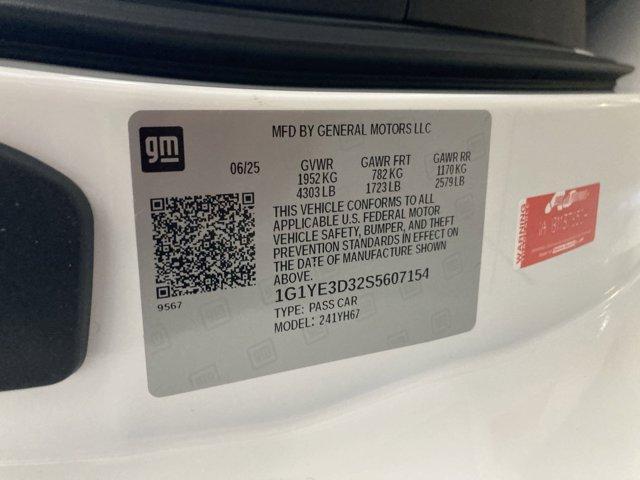 MFD BY GENERAL MOTORS LLC
gm
06/25
GVWR GAWR FRT GAWR RR
1952 KG 782 KG 1170 KG
4303 LB 1723 LB 2579 LB
THIS VEHICLE CONFORMS TO ALL
APPLICABLE U.S. FEDERAL MOTOR
VEHICLE SAFETY, BUMPER, AND THEFT
PREVENTION STANDARDS IN EFFECT ON
THE DATE OF MANUFACTURE SHOWN
ABOVE.
9567
1G1YE3D32S5607154
TYPE: PASS CAR
MODEL: 241YH67
WARNING